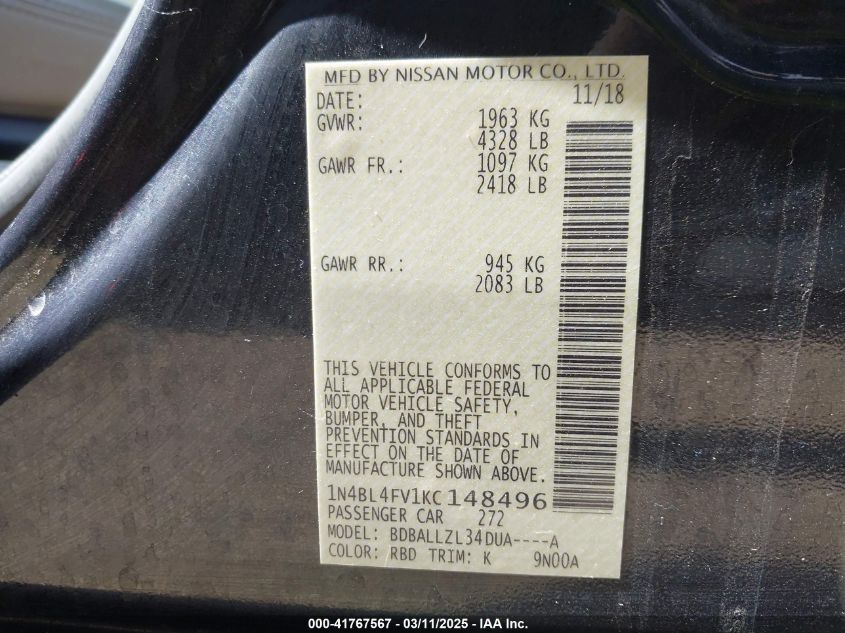 MFD BY NISSAN MOTOR CO., LTD.
DATE: 11/18
GVWR: 1963 KG
4328 LB
GAWR FR.: 1097 KG
2418 LB
GAWR RR.: 945 KG
2083 LB
THIS VEHICLE CONFORMS TO
ALL APPLICABLE FEDERAL
MOTOR VEHICLE SAFETY,
BUMPER, AND THEFT
PREVENTION STANDARDS IN
EFFECT ON THE DATE OF
MANUFACTURE SHOWN ABOVE.
1N4BL4FV1KC148496
PASSENGER CAR 272
MODEL: BDBALLZL34DUA----A
COLOR: RBD TRIM: K 9N00A
000-41767567 - 03/11/2025 - IAA Inc.